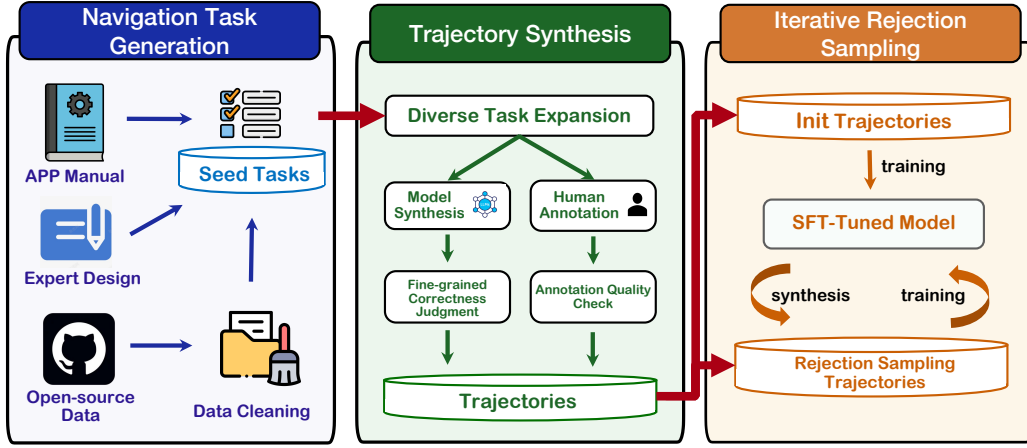 Navigation Task
Generation
APP Manual
Seed Tasks
Expert Design
Open-source
Data
Data Cleaning
Trajectory Synthesis
Diverse Task Expansion
Model
Synthesis
Human
Annotation
Fine-grained
Correctness
Judgment
Annotation Quality
Check
Trajectories
Iterative Rejection
Sampling
Init Trajectories
training
SFT-Tuned Model
synthesis
training
Rejection Sampling
Trajectories